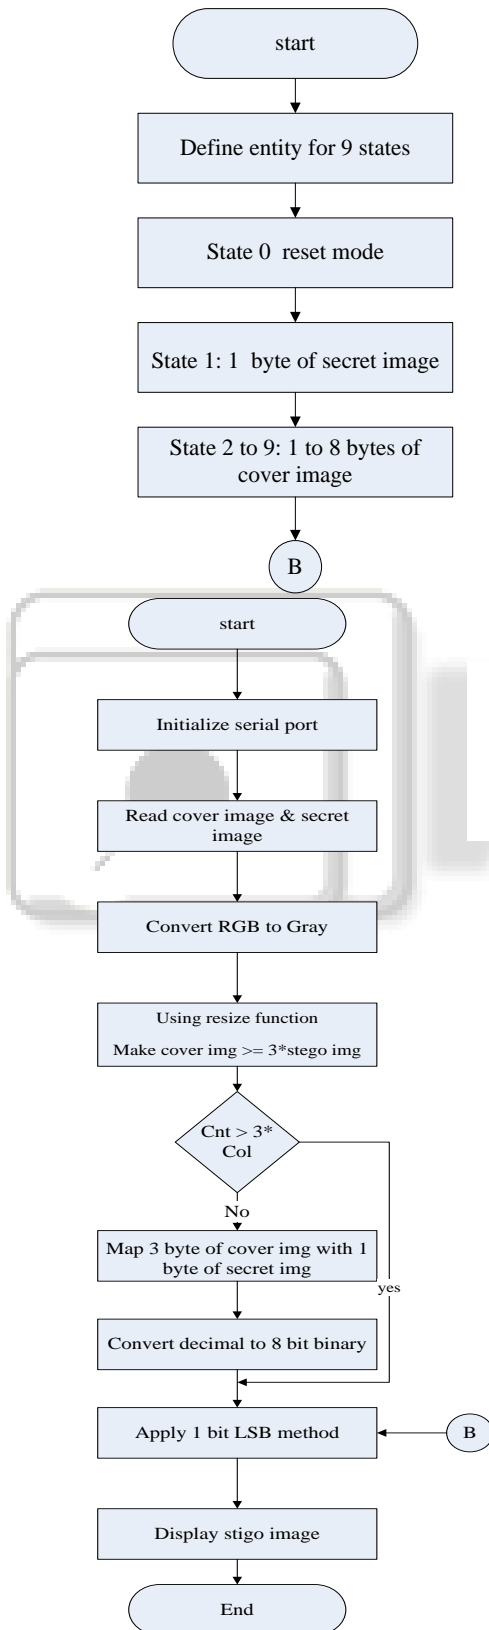 start
Define entity for 9 states
State 0  reset mode
State 1: 1  byte of secret image
State 2 to 9: 1 to 8 bytes of
cover image
B
start
Initialize serial port
Read cover image & secret
image
Convert RGB to Gray
Using resize function
Make cover img >= 3*stego img
Cnt > 3*
Col
No
Map 3 byte of cover img with 1
byte of secret img
yes
Convert decimal to 8 bit binary
Apply 1 bit LSB method
B
Display stigo image
End